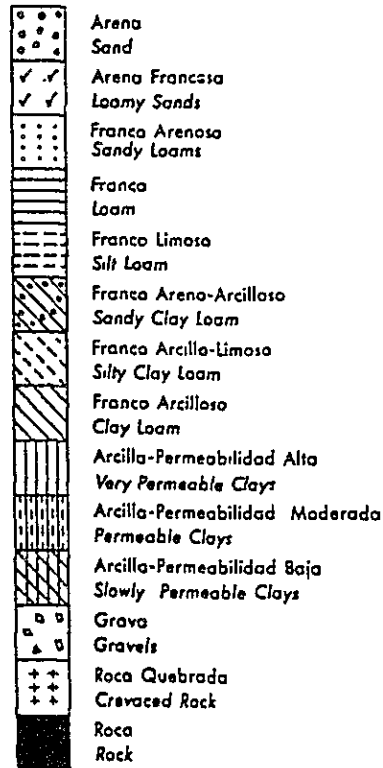 Arena
Sand
Arena Francosa
Loamy Sands
Franco Arenoso
Sandy Loams
Franca
Loam
Franco Limoso
Silt Loam
Franco Areno-Arcilloso
Sandy Clay Loam
Franco Arcillo-Limoso
Silty Clay Loam
Franco Arcilloso
Clay Loam
Arcilla-Permeabilidad Alta
Very Permeable Clays
Arcilla-Permeabilidad Moderada
Permeable Clays
Arcilla-Permeabilidad Baja
Slowly Permeable Clays
Grava
Gravels
Roca Quebrada
Crevaced Rock
Roca
Rock